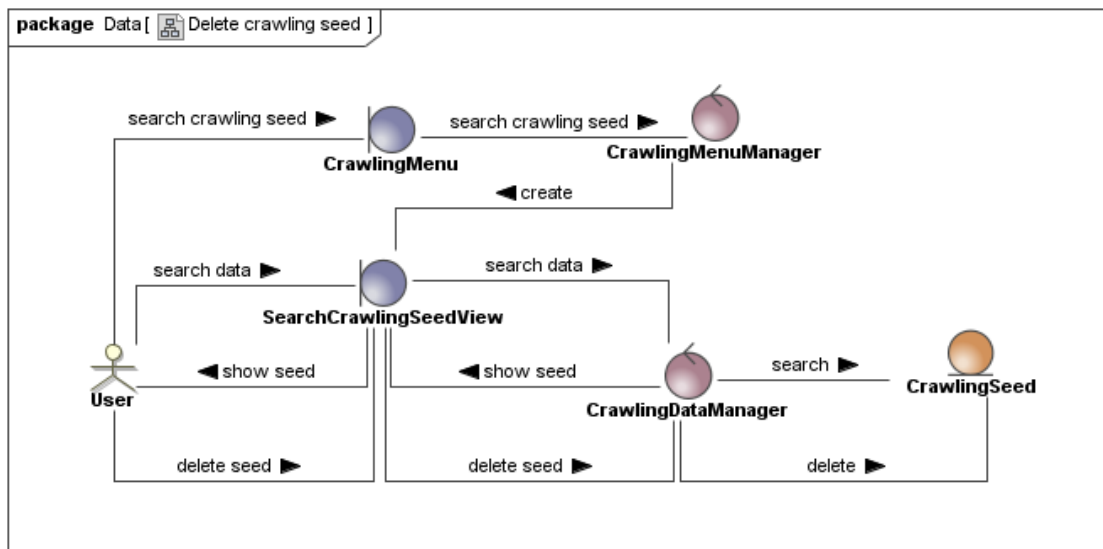 package Data[ Delete crawling seed ]
search crawling seed
search crawling seed
CrawlingMenu
CrawlingMenuManager
create
search data
search data
SearchCrawlingSeedView
show seed
show seed
search
User
CrawlingDataManager
CrawlingSeed
delete seed
delete seed
delete